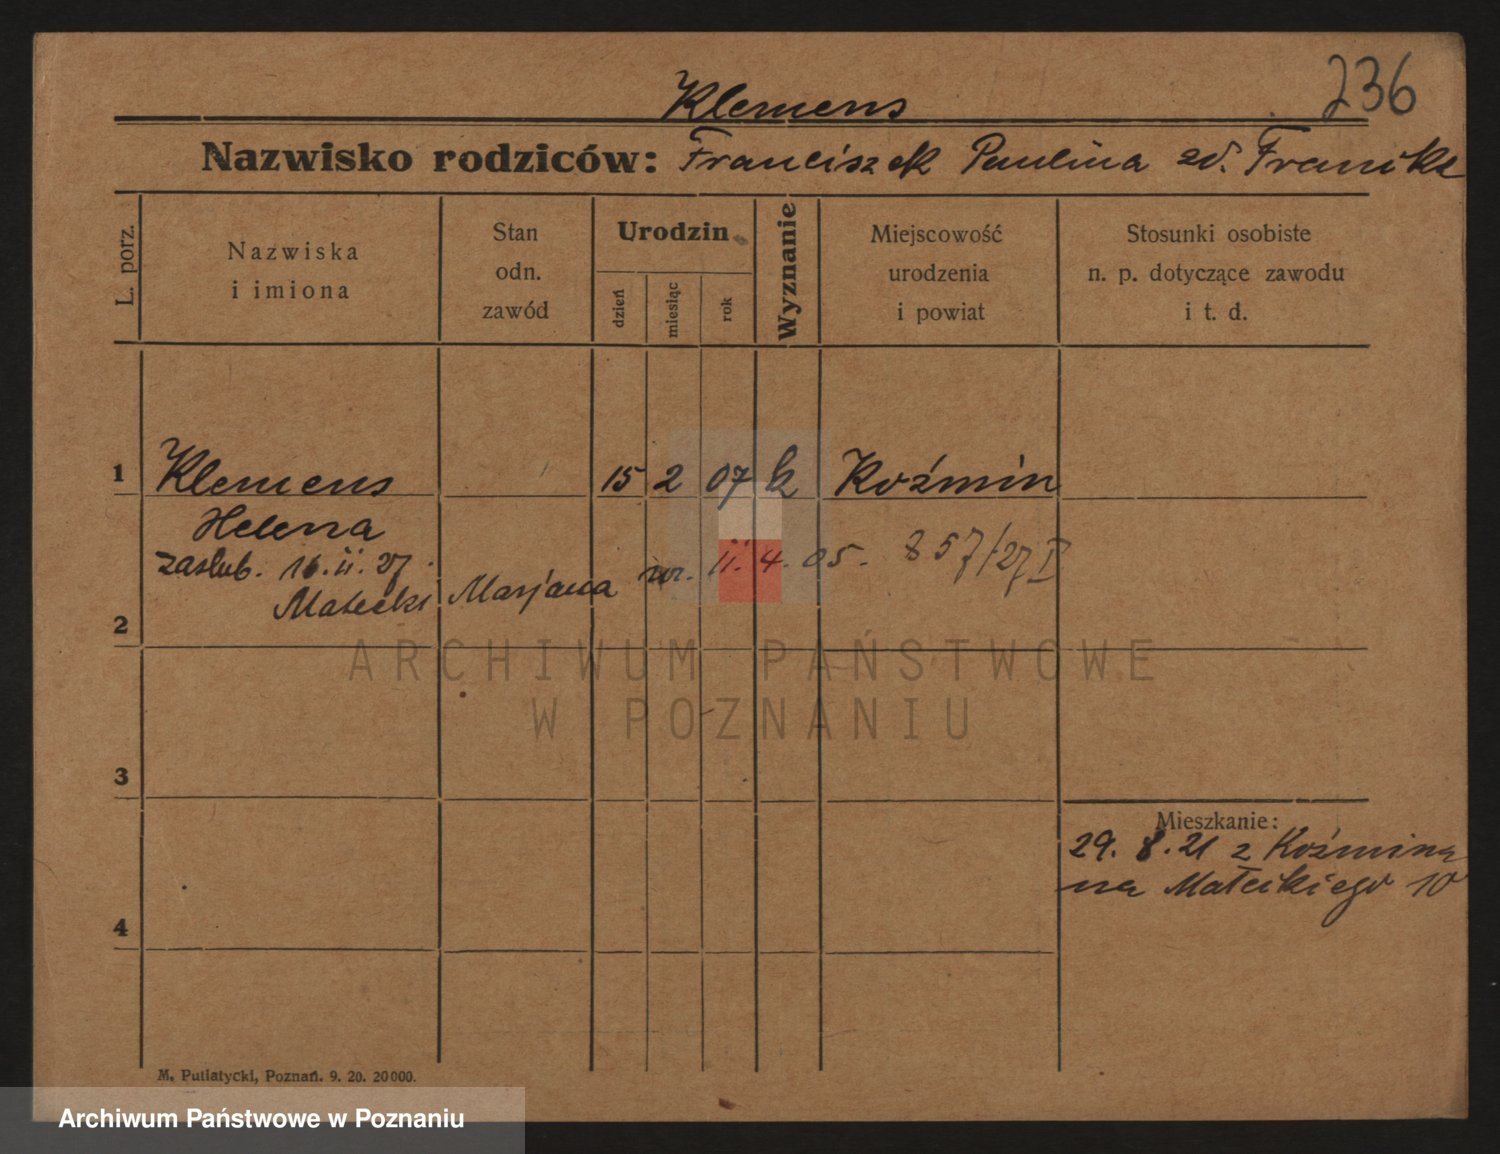 236
Klemens
Nazwisko rodziców: Franciszek Paulina zd. Franik
L. porz.
Nazwiska
i imiona
Stan
odn.
zawód
Urodzin
dzień
miesiąc
rok
Wyznanie
Miejscowość
urodzenia
i powiat
Stosunki osobiste
n. p. dotyczące zawodu
i t. d.
1 Klemens 15 2 07 k Koźmin
Helena
zaślub. 16. II. 27.
Matecki Marjana ur. 11. 4. 05. 857/27 I
2
3
4
Mieszkanie:
29. 8. 21 z Koźmina
na Małeckiego 10
M. Putiatycki, Poznań. 9. 20. 20000.
ARCHIWUM PAŃSTWOWE
W POZNANIU
Archiwum Państwowe w Poznaniu